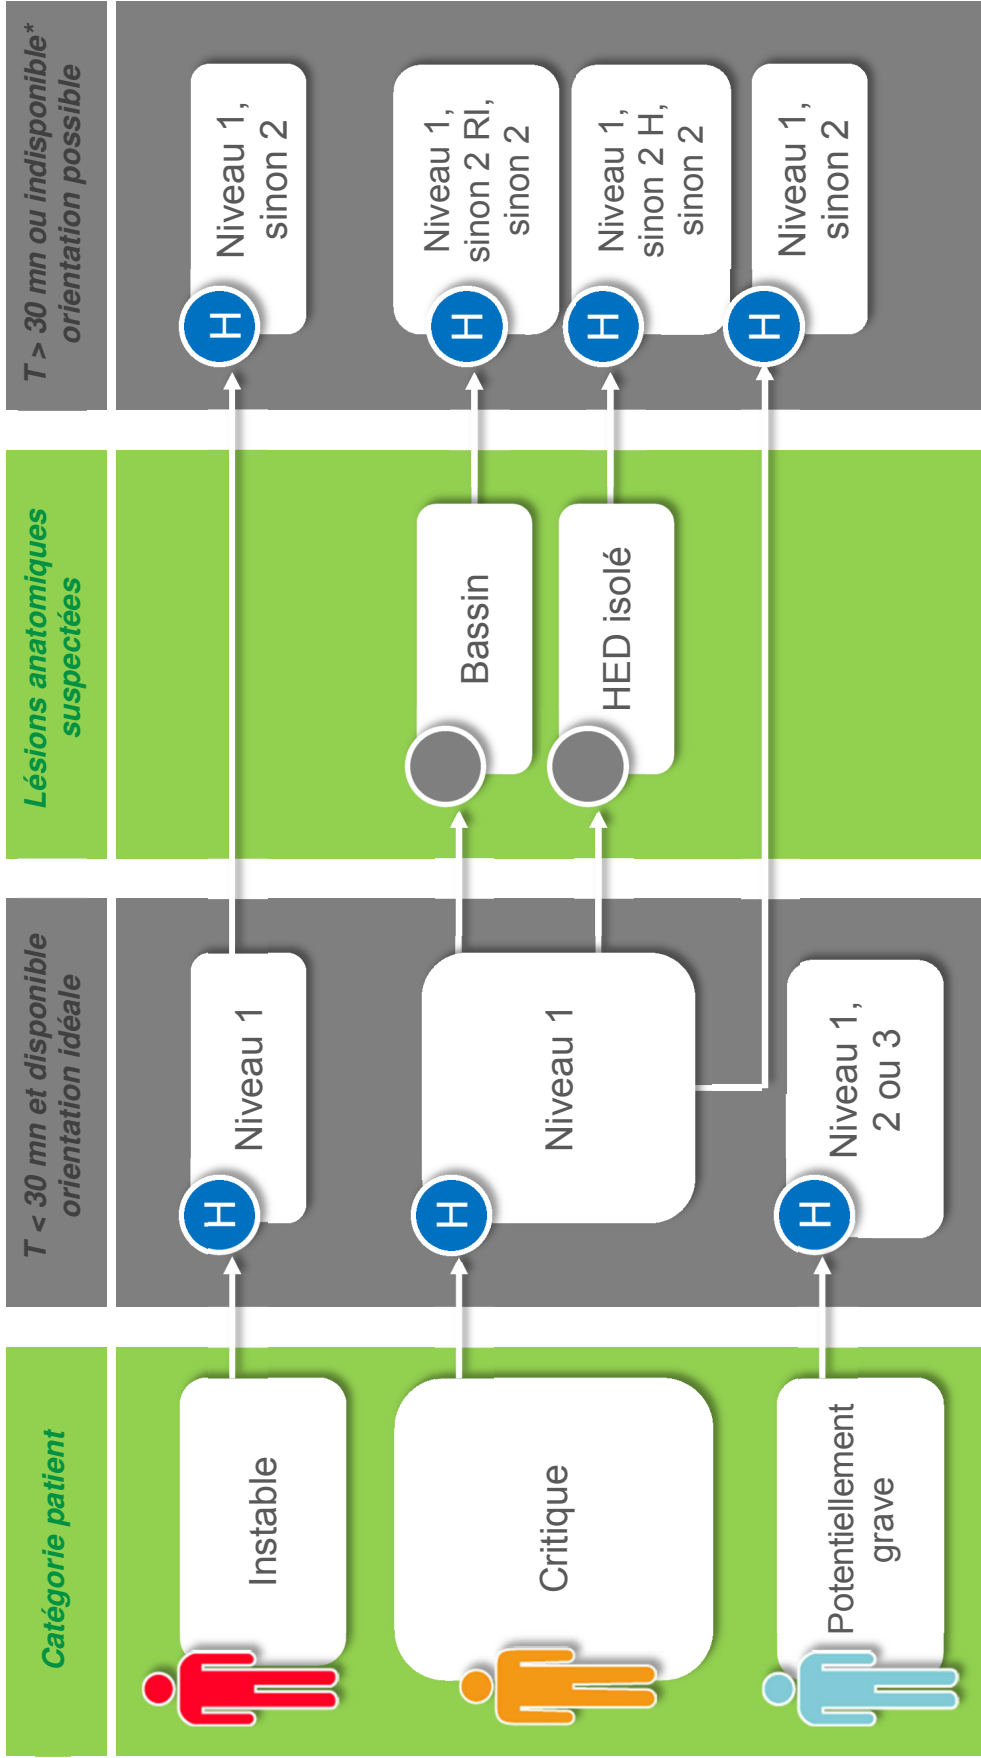 Catégorie patient
T < 30 mn et disponible
orientation idéale
Lésions anatomiques
suspectées
T > 30 mn ou indisponible*
orientation possible
Instable
H
Niveau 1
H
Niveau 1,
sinon 2
Critique
H
Niveau 1
Bassin
H
Niveau 1,
sinon 2 RI,
sinon 2
HED isolé
H
Niveau 1,
sinon 2 H,
sinon 2
H
Niveau 1,
sinon 2
Potentiellement
grave
H
Niveau 1,
2 ou 3